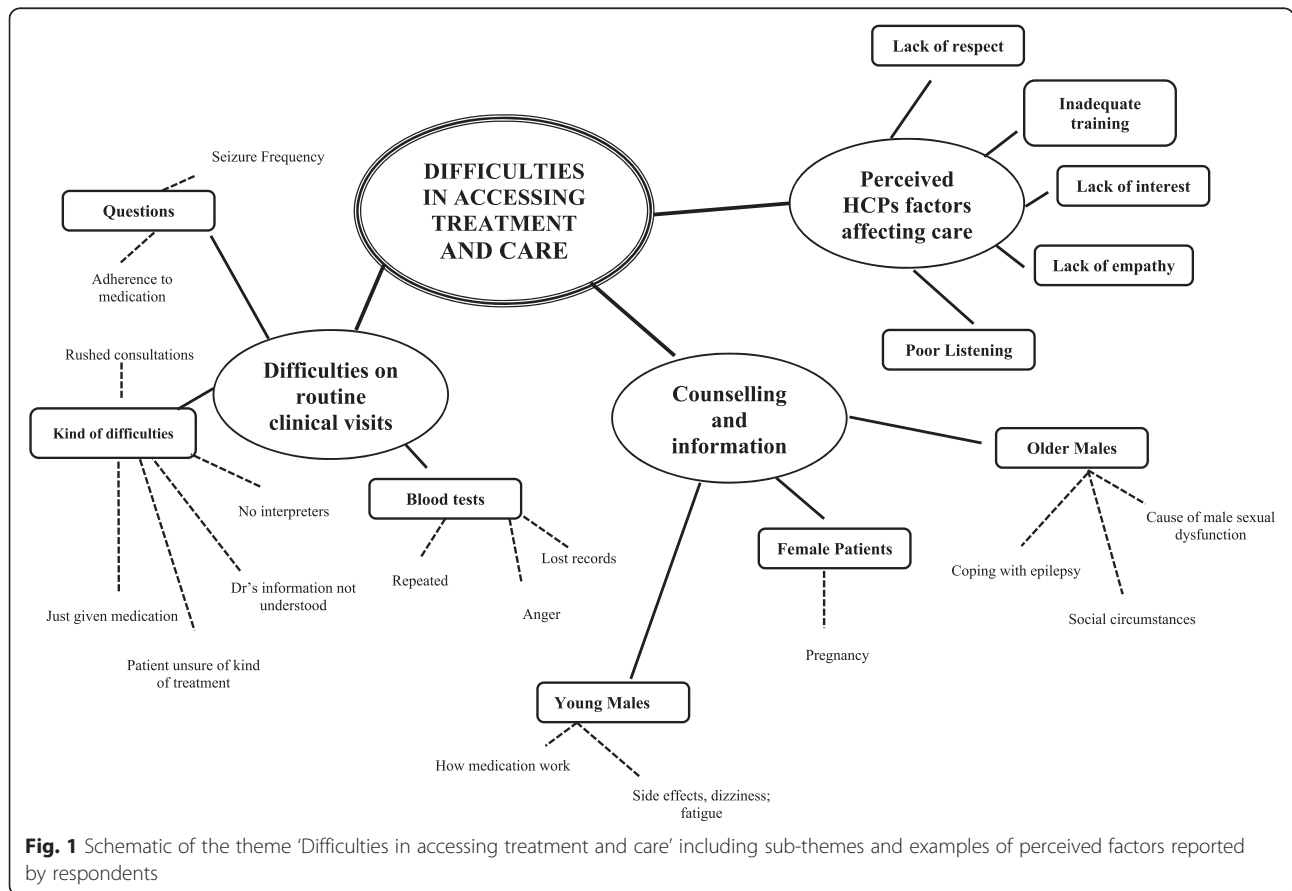 Lack of respect
Inadequate
training
Lack of interest
Lack of empathy
Poor Listening
Perceived
HCPs factors
affecting care
DIFFICULTIES
IN ACCESSING
TREATMENT
AND CARE
Seizure Frequency
Questions
Adherence to
medication
Rushed consultations
Kind of difficulties
Difficulties on
routine
clinical visits
No interpreters
Dr's information not
understood
Just given medication
Patient unsure of kind
of treatment
Blood tests
Repeated
Lost records
Anger
Counselling
and
information
Older Males
Cause of male sexual
dysfunction
Coping with epilepsy
Social circumstances
Female Patients
Pregnancy
Young Males
How medication work
Side effects, dizziness;
fatigue
Fig. 1 Schematic of the theme 'Difficulties in accessing treatment and care' including sub-themes and examples of perceived factors reported
by respondents